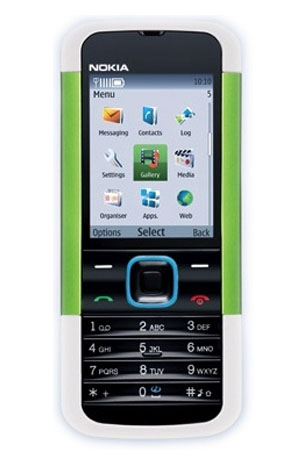 NOKIA
10:10
Menu 5
Messaging Contacts Log
Settings Gallery Media
Organiser Apps. Web
Options Select Back
1 2 ABC 3 DEF
4 GHI 5 JKL 6 MNO
7 PQRS 8 TUV 9 WXYZ
* + 0 #